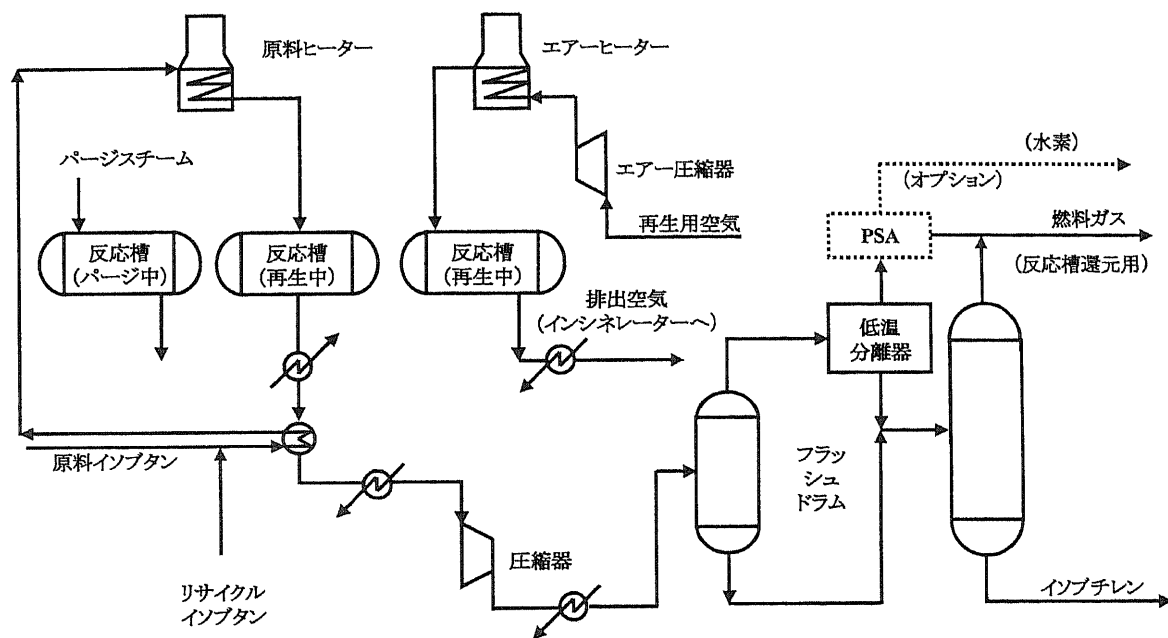 原料ヒーター
エアーヒーター
パージスチーム
エアー圧縮器
再生用空気
(水素)
(オプション)
PSA
燃料ガス
(反応槽還元用)
反応槽
(パージ中)
反応槽
(再生中)
反応槽
(再生中)
排出空気
(インシネレーターへ)
低温
分離器
原料イソブタン
フラッ
シュ
ドラム
リサイクル
イソブタン
圧縮器
イソブチレン